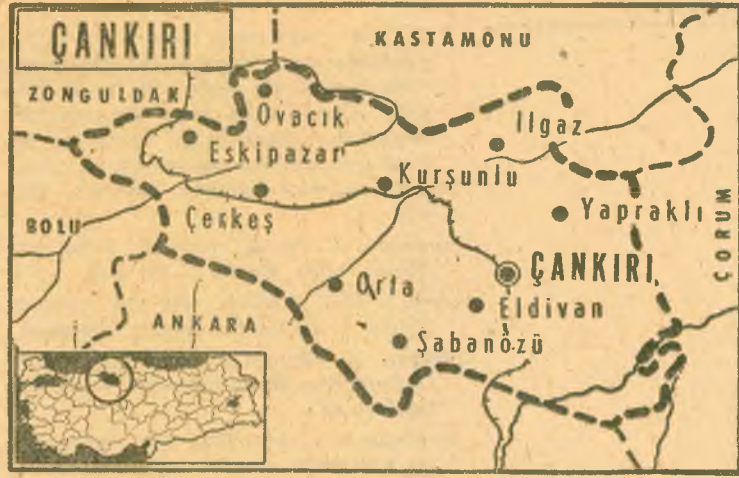 ÇANKIRI
KASTAMONU
ZONGULDAK
Ovacık
Ilgaz
Eskipazar
Kurşunlu
Çerkeş
Yapraklı
BOLU
ÇORUM
ÇANKIRI
Orta
Eldivan
ANKARA
Şabanözü